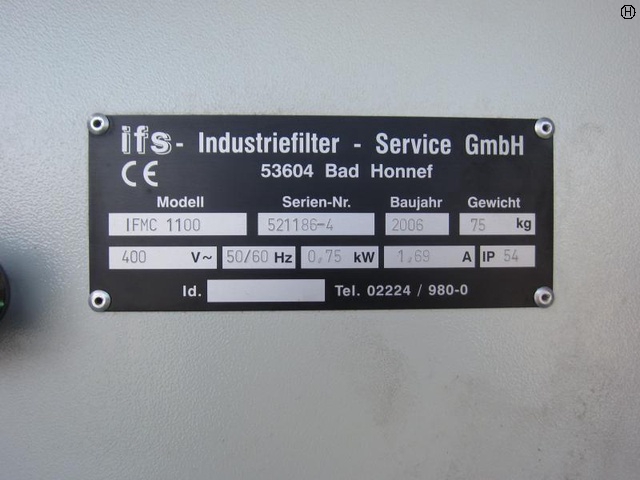 ifs - Industriefilter - Service GmbH
CE 53604 Bad Honnef
Modell Serien-Nr. Baujahr Gewicht
IFMC 1100 521186-4 2006 75 kg
400 V~ 50/60 Hz 0,75 kW 1,69 A IP 54
Id. Tel. 02224 / 980-0
H